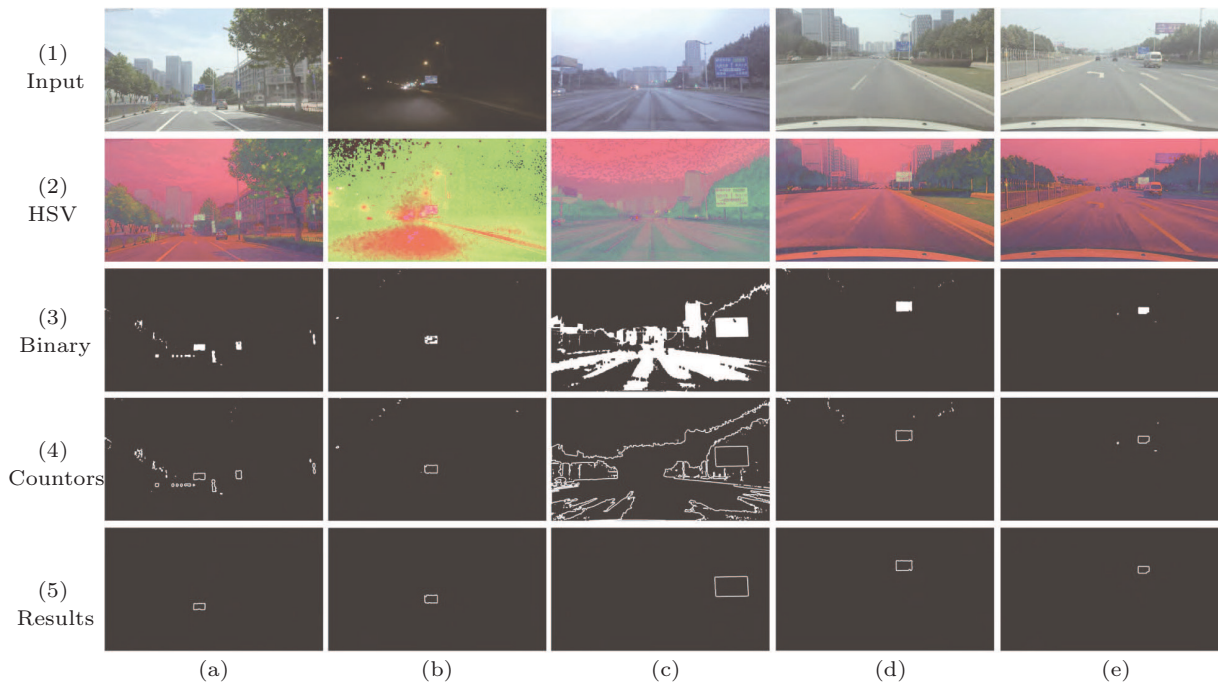 (1)
Input
(2)
HSV
(3)
Binary
(4)
Countors
(5)
Results
(a) (b) (c) (d) (e)